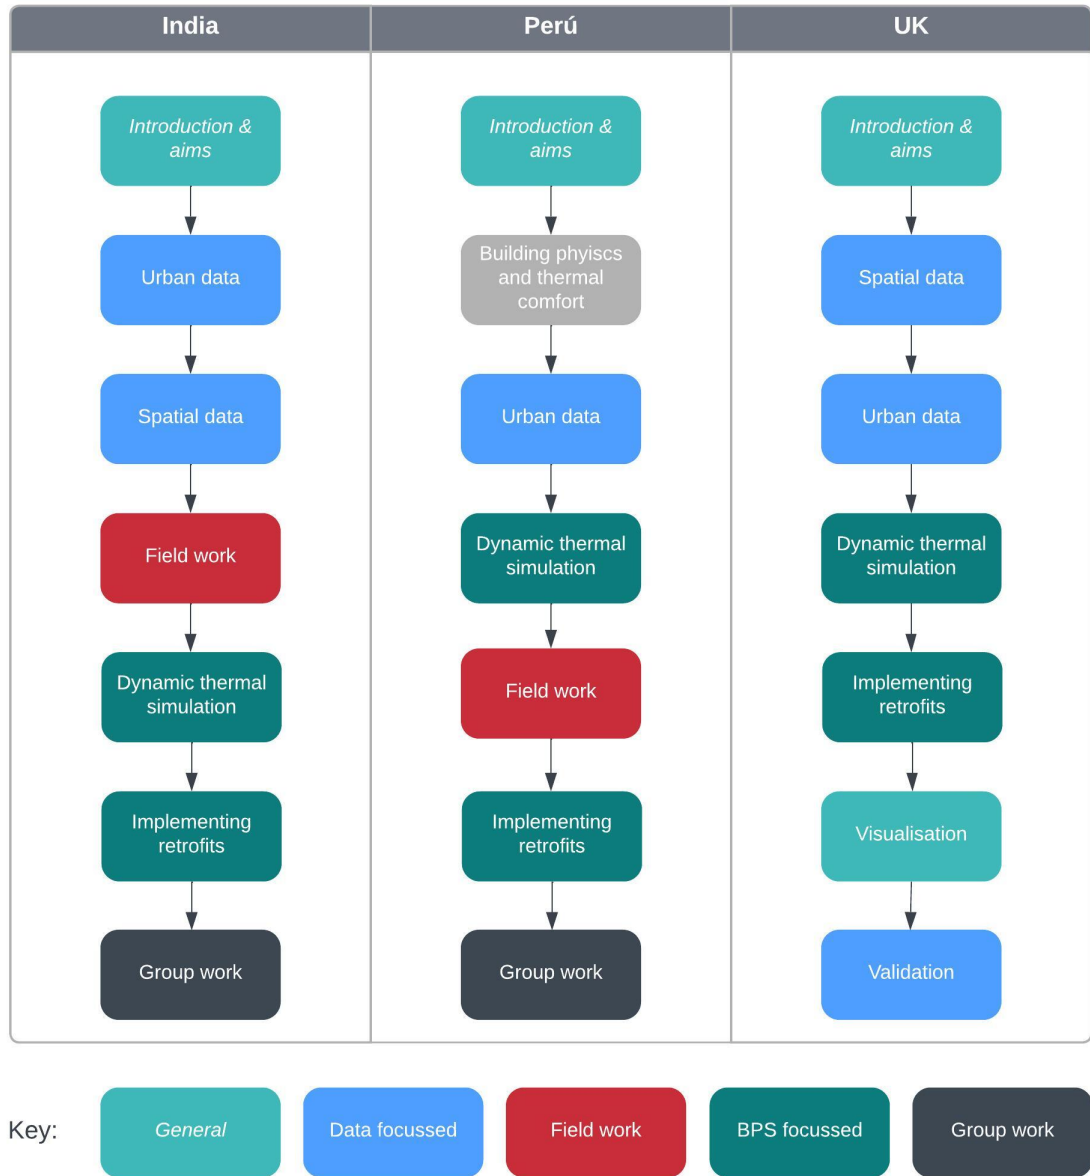 India
Perú
UK
Introduction &
aims
Urban data
Spatial data
Field work
Dynamic thermal
simulation
Implementing
retrofits
Group work
Introduction &
aims
Building phyiscs
and thermal
comfort
Urban data
Dynamic thermal
simulation
Field work
Implementing
retrofits
Group work
Introduction &
aims
Spatial data
Urban data
Dynamic thermal
simulation
Implementing
retrofits
Visualisation
Validation
Key:
General
Data focussed
Field work
BPS focussed
Group work